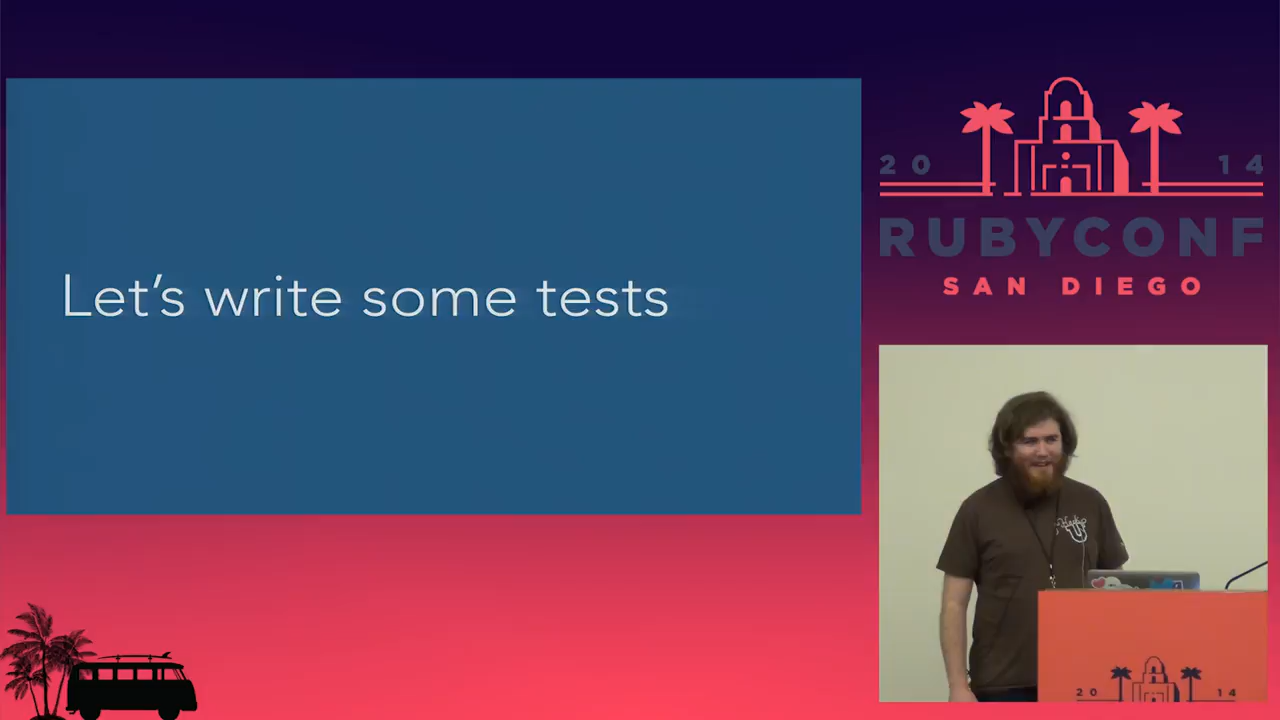 Let's write some tests
20 14
RUBYCONF
SAN DIEGO
20 14